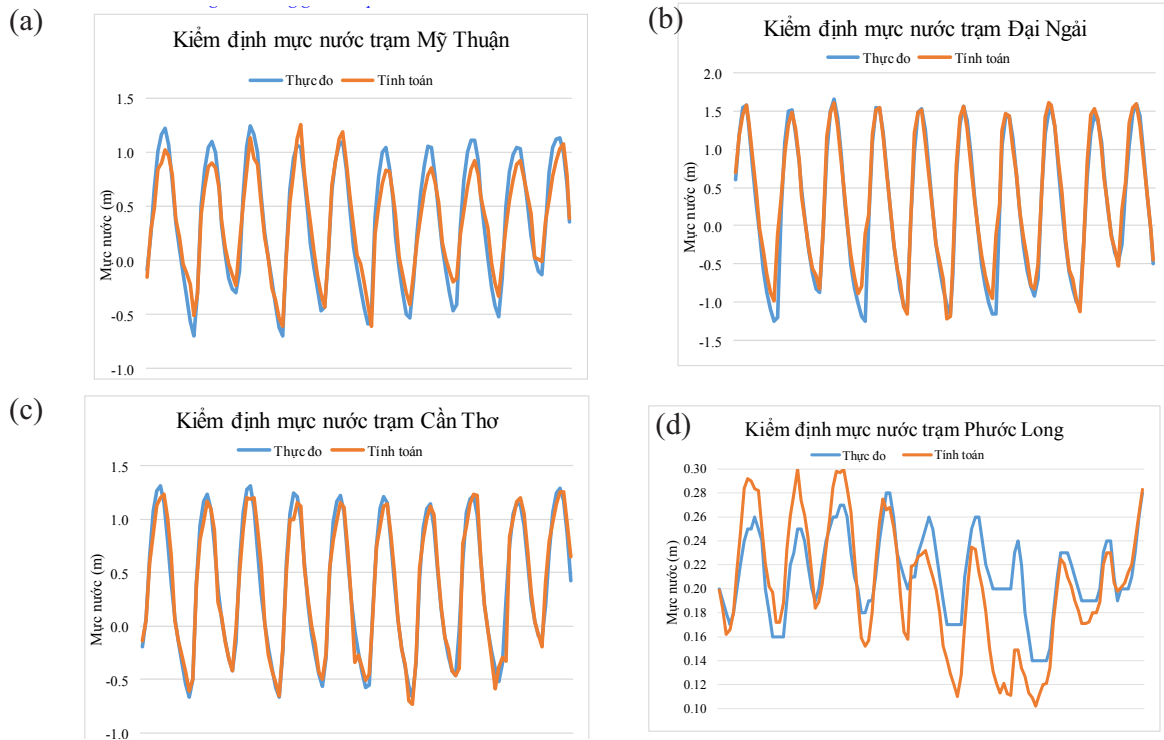 (a)
Kiểm định mực nước trạm Mỹ Thuận
Thực đo Tính toán
Mực nước (m)
1.5
1.0
0.5
0.0
-0.5
-1.0
(b)
Kiểm định mực nước trạm Đại Ngải
Thực đo Tính toán
Mực nước (m)
2.0
1.5
1.0
0.5
0.0
-0.5
-1.0
-1.5
(c)
Kiểm định mực nước trạm Cần Thơ
Thực đo Tính toán
Mực nước (m)
1.5
1.0
0.5
0.0
-0.5
-1.0
(d)
Kiểm định mực nước trạm Phước Long
Thực đo Tính toán
Mực nước (m)
0.30
0.28
0.26
0.24
0.22
0.20
0.18
0.16
0.14
0.12
0.10